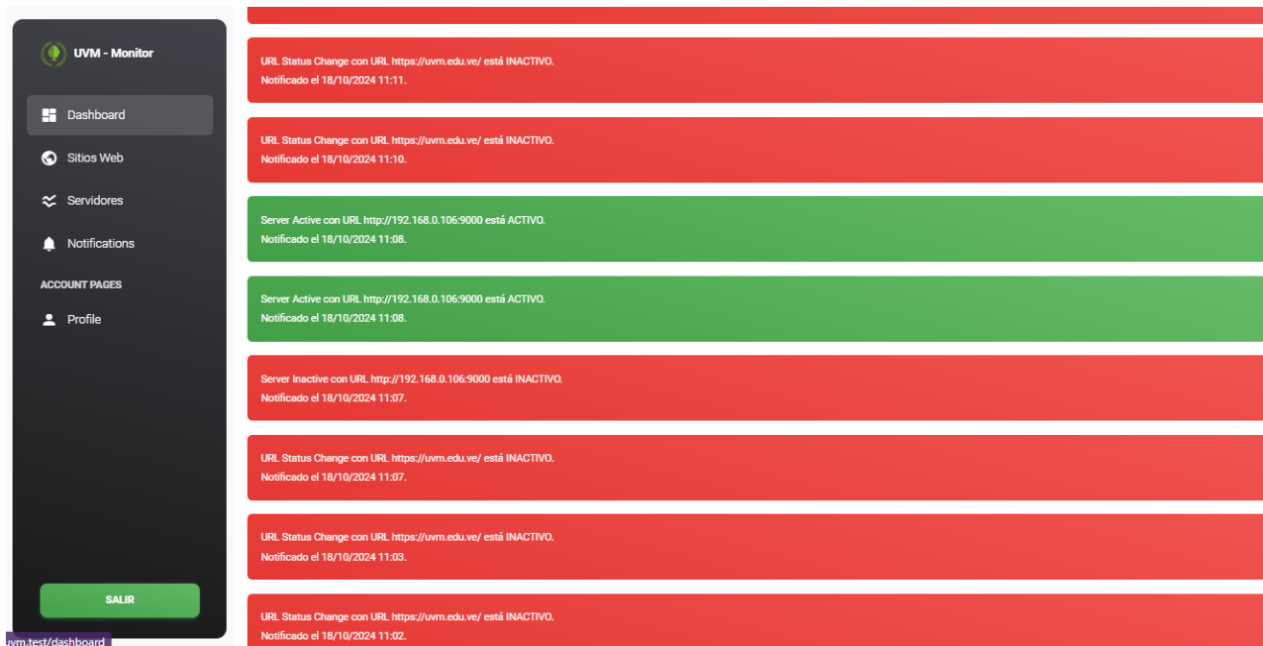 UVM - Monitor
Dashboard
Sitios Web
Servidores
Notifications
ACCOUNT PAGES
Profile
SALIR
uvm.test/dashboard
URL Status Change con URL https://uvm.edu.ve/ está INACTIVO.
Notificado el 18/10/2024 11:11.
URL Status Change con URL https://uvm.edu.ve/ está INACTIVO.
Notificado el 18/10/2024 11:10.
Server Active con URL http://192.168.0.106:9000 está ACTIVO.
Notificado el 18/10/2024 11:08.
Server Active con URL http://192.168.0.106:9000 está ACTIVO.
Notificado el 18/10/2024 11:08.
Server Inactive con URL http://192.168.0.106:9000 está INACTIVO.
Notificado el 18/10/2024 11:07.
URL Status Change con URL https://uvm.edu.ve/ está INACTIVO.
Notificado el 18/10/2024 11:07.
URL Status Change con URL https://uvm.edu.ve/ está INACTIVO.
Notificado el 18/10/2024 11:03.
URL Status Change con URL https://uvm.edu.ve/ está INACTIVO.
Notificado el 18/10/2024 11:02.